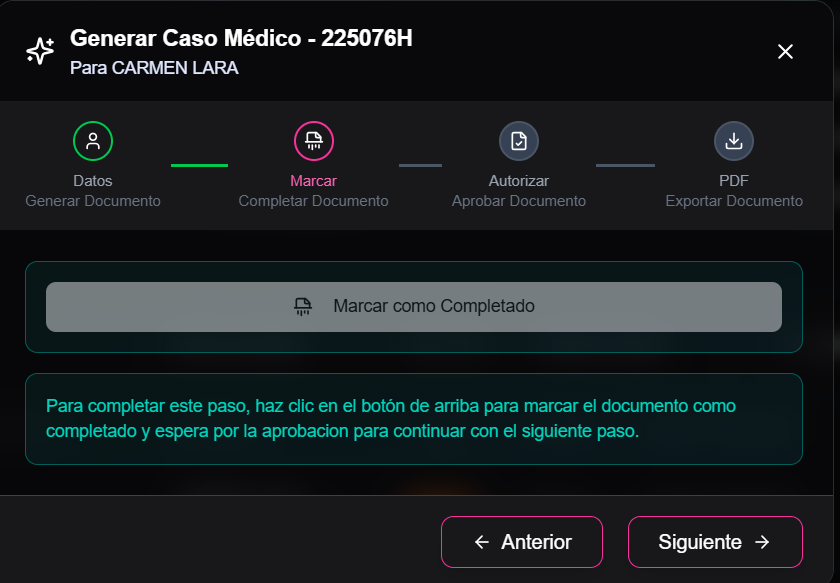 Generar Caso Médico - 225076H
Para CARMEN LARA
Datos
Generar Documento
Marcar
Completar Documento
Autorizar
Aprobar Documento
PDF
Exportar Documento
Marcar como Completado
Para completar este paso, haz clic en el botón de arriba para marcar el documento como
completado y espera por la aprobacion para continuar con el siguiente paso.
Anterior
Siguiente